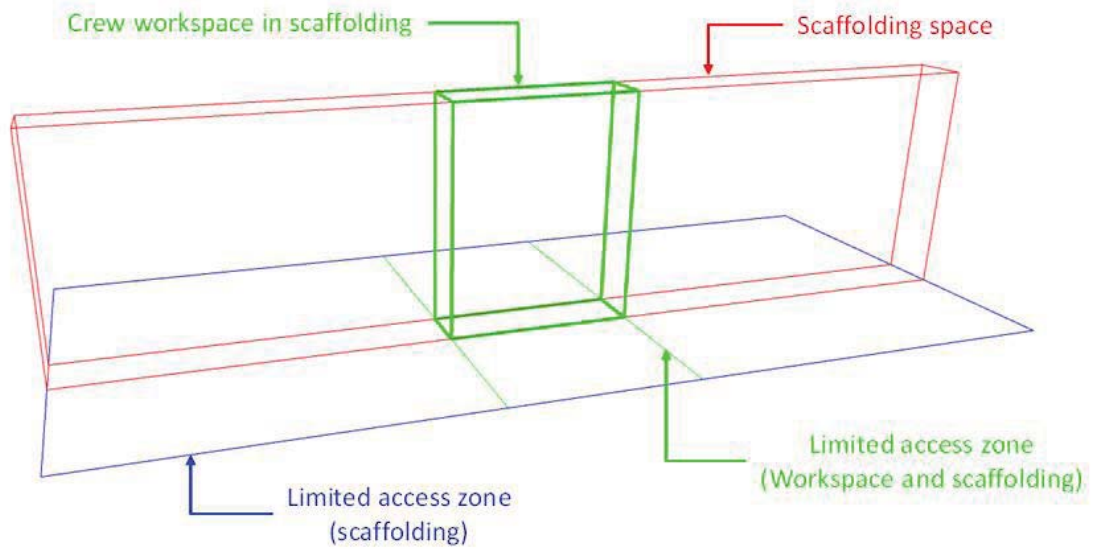 Crew workspace in scaffolding
Scaffolding space
Limited access zone
(Workspace and scaffolding)
Limited access zone
(scaffolding)